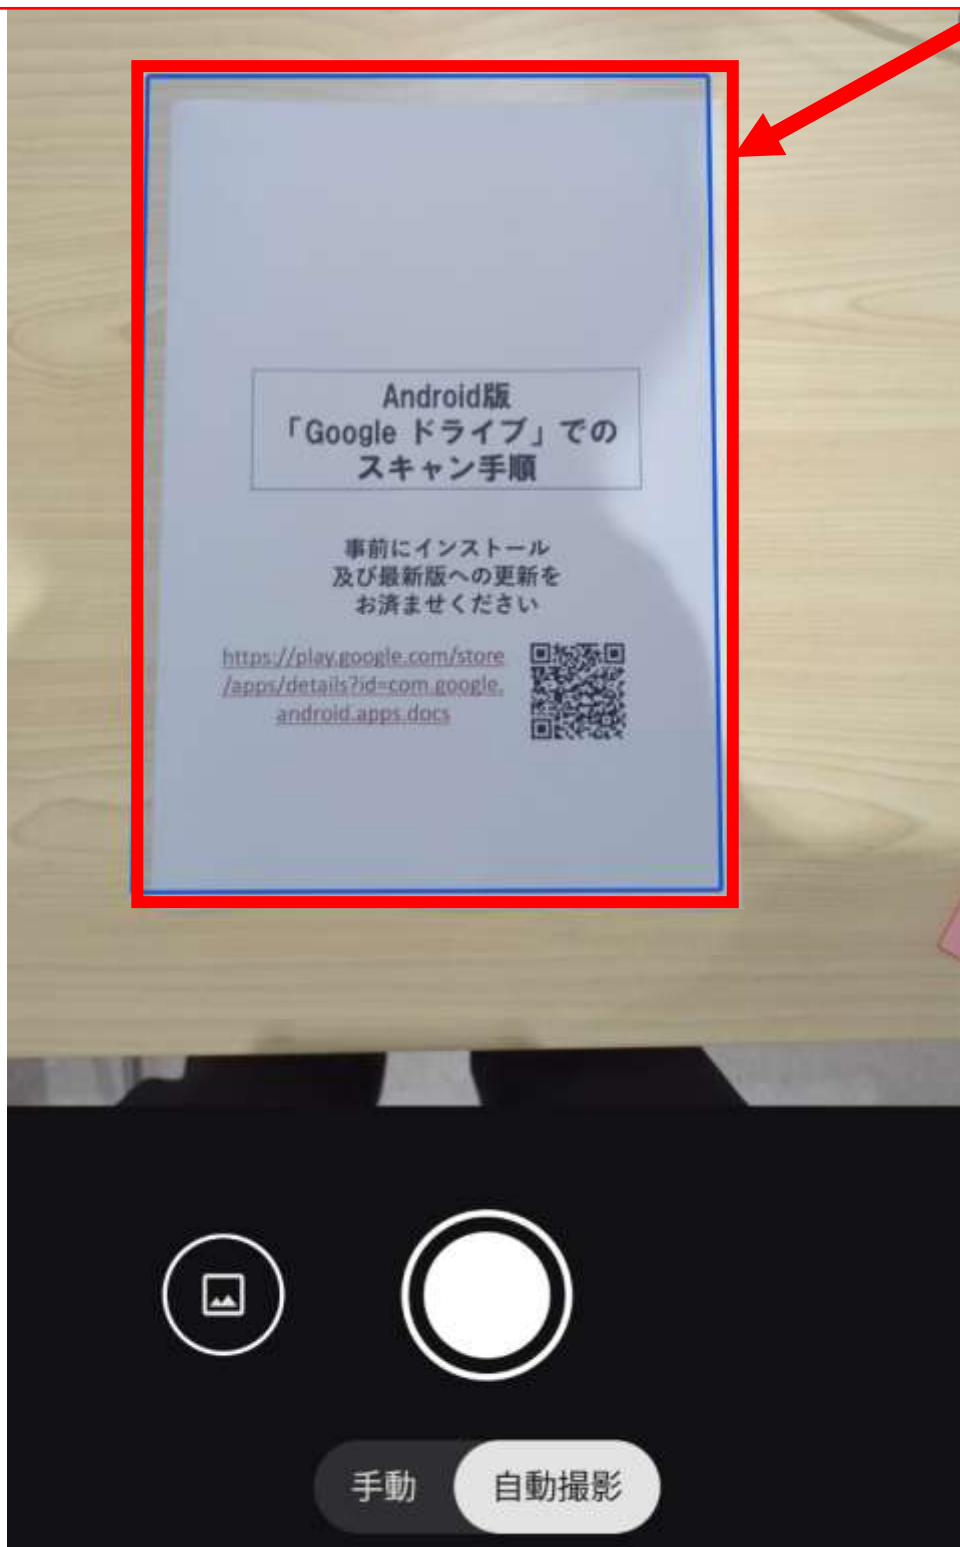 Android版
「Google ドライブ」での
スキャン手順
事前にインストール
及び最新版への更新を
お済ませください
https://play.google.com/store
/apps/details?id=com.google.
android.apps.docs
手動
自動撮影